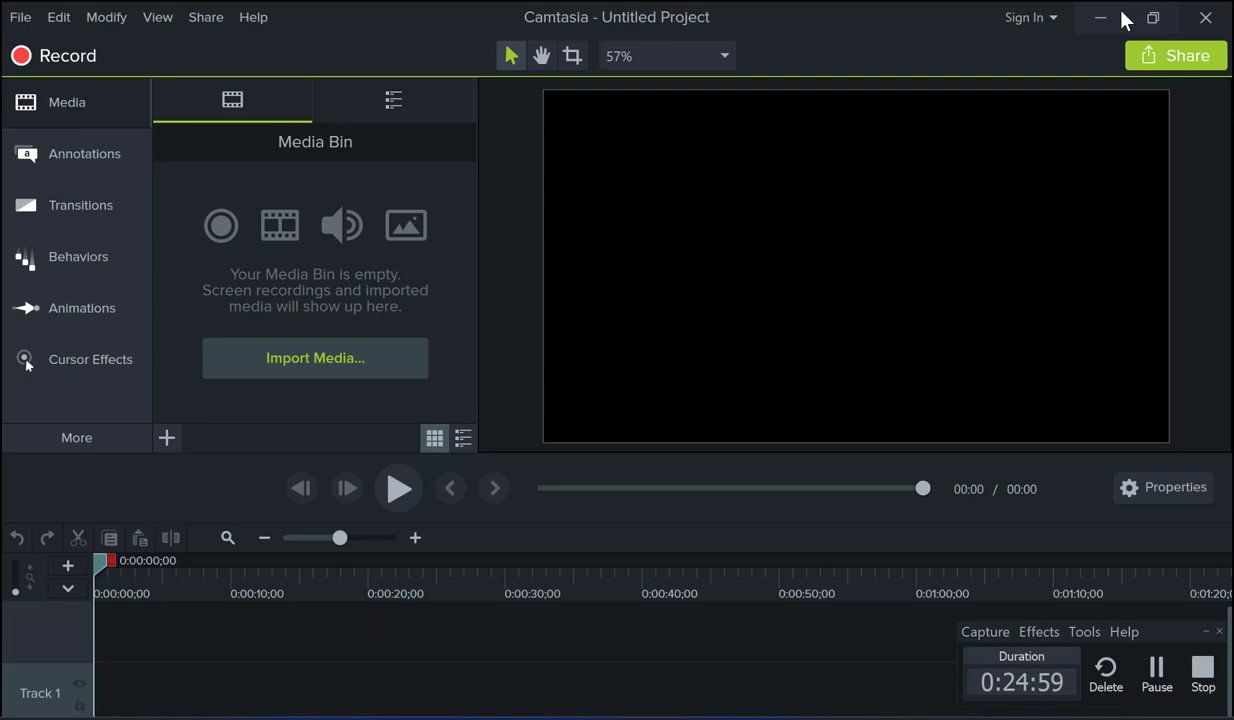 File Edit Modify View Share Help
Camtasia - Untitled Project
Sign In
Record
57%
Share
Media
Annotations
Transitions
Behaviors
Animations
Cursor Effects
More
Media Bin
Your Media Bin is empty.
Screen recordings and imported
media will show up here.
Import Media...
00:00 / 00:00
Properties
0:00:00;00
0:00:00;00 0:00:10;00 0:00:20;00 0:00:30;00 0:00:40;00 0:00:50;00 0:01:00;00 0:01:10;00 0:01:20;
Track 1
Capture Effects Tools Help
Duration
0:24:59
Delete Pause Stop